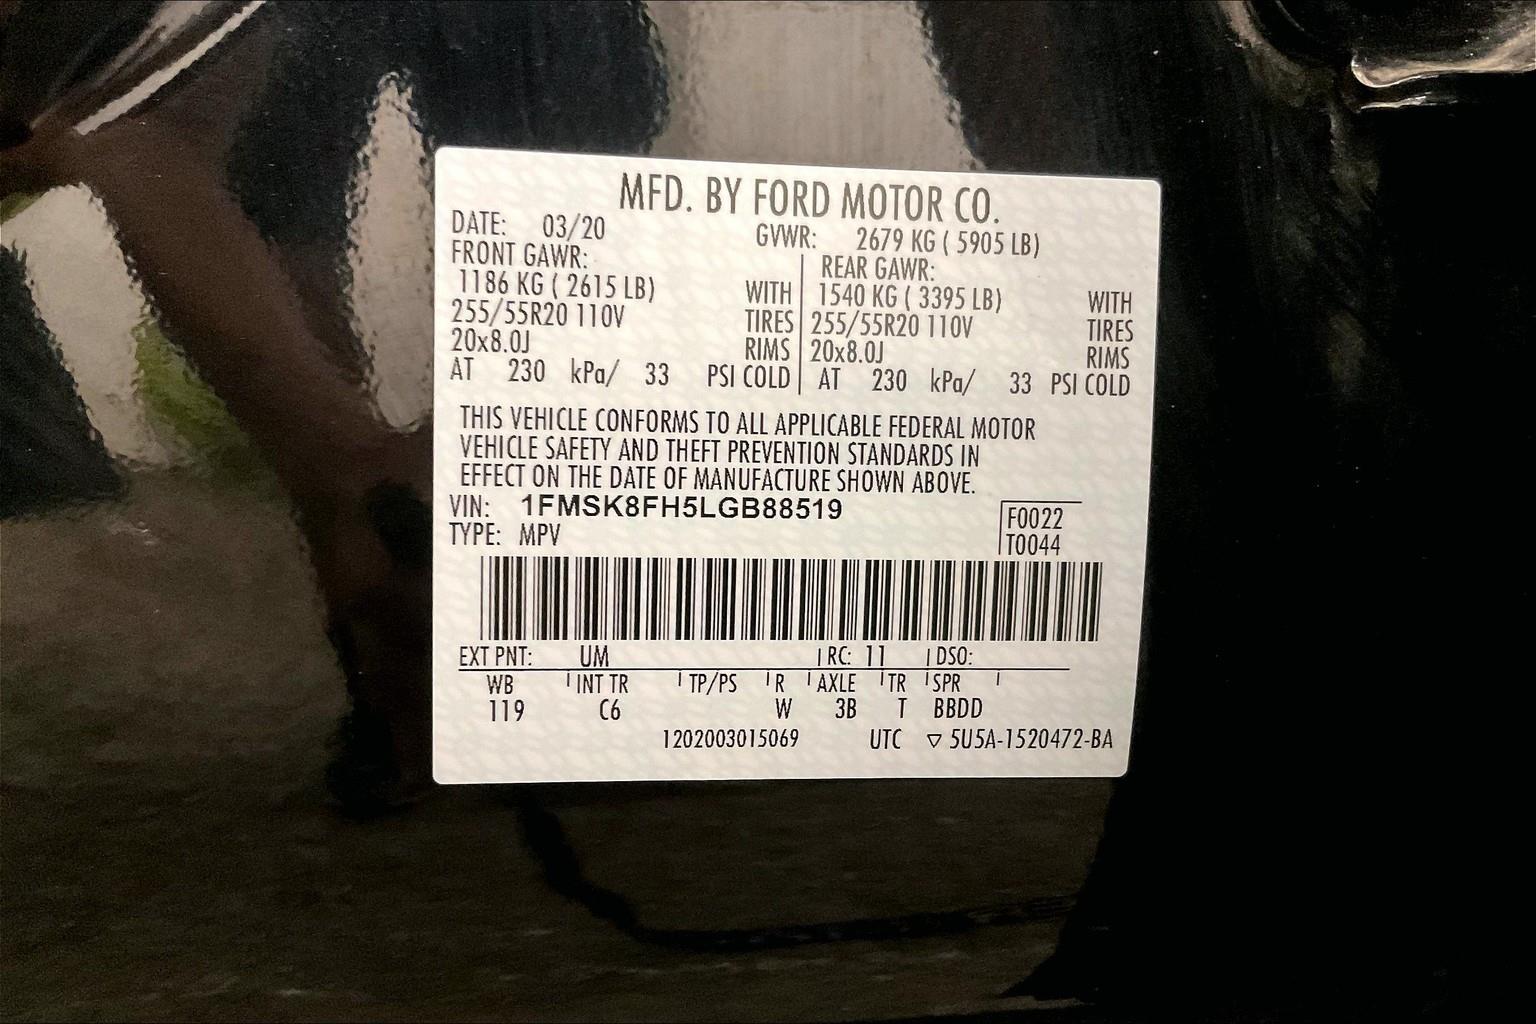 MFD. BY FORD MOTOR CO.
DATE: 03/20 GVWR: 2679 KG ( 5905 LB)
FRONT GAWR: REAR GAWR:
1186 KG ( 2615 LB) WITH 1540 KG ( 3395 LB) WITH
255/55R20 110V TIRES 255/55R20 110V TIRES
20x8.0J RIMS 20x8.0J RIMS
AT 230 kPa/ 33 PSI COLD AT 230 kPa/ 33 PSI COLD
THIS VEHICLE CONFORMS TO ALL APPLICABLE FEDERAL MOTOR
VEHICLE SAFETY AND THEFT PREVENTION STANDARDS IN
EFFECT ON THE DATE OF MANUFACTURE SHOWN ABOVE.
VIN: 1FMSK8FH5LGB88519 F0022
TYPE: MPV T0044
EXT PNT: UM RC: 11 DSO:
WB INT TR TP/PS R AXLE TR SPR
119 C6 W 3B T BBDD
1202003015069 UTC ▽ 5U5A-1520472-BA